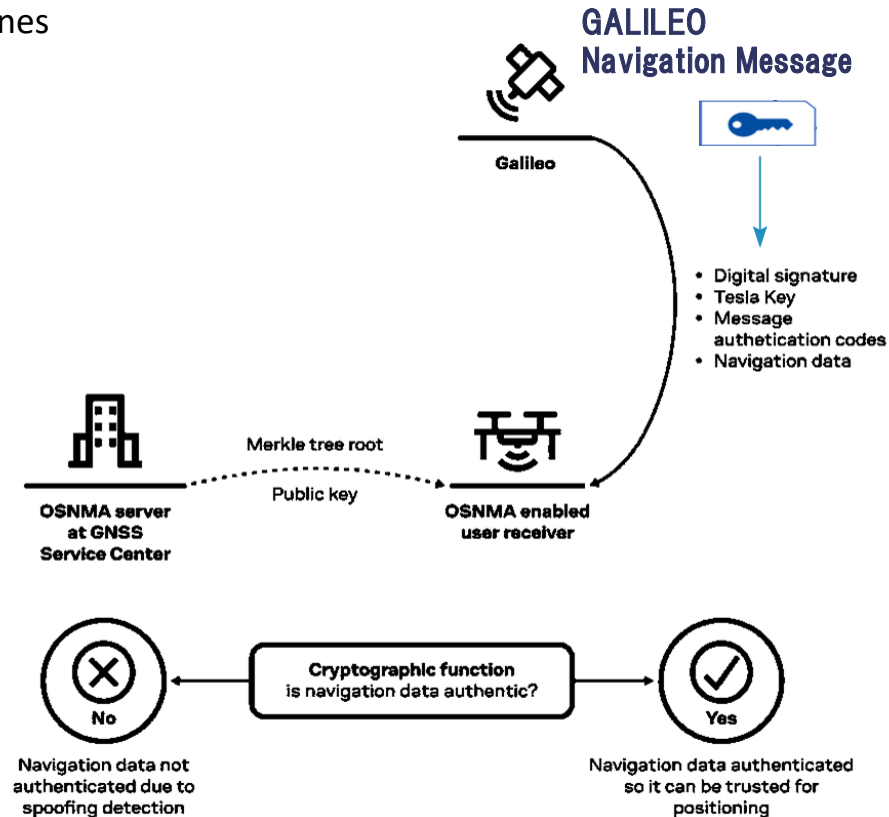 nes
GALILEO
Navigation Message
Galileo
• Digital signature
• Tesla Key
• Message
authetication codes
• Navigation data
Merkle tree root
Public key
OSNMA server
at GNSS
Service Center
OSNMA enabled
user receiver
Cryptographic function
is navigation data authentic?
No
Yes
Navigation data not
authenticated due to
spoofing detection
Navigation data authenticated
so it can be trusted for
positioning